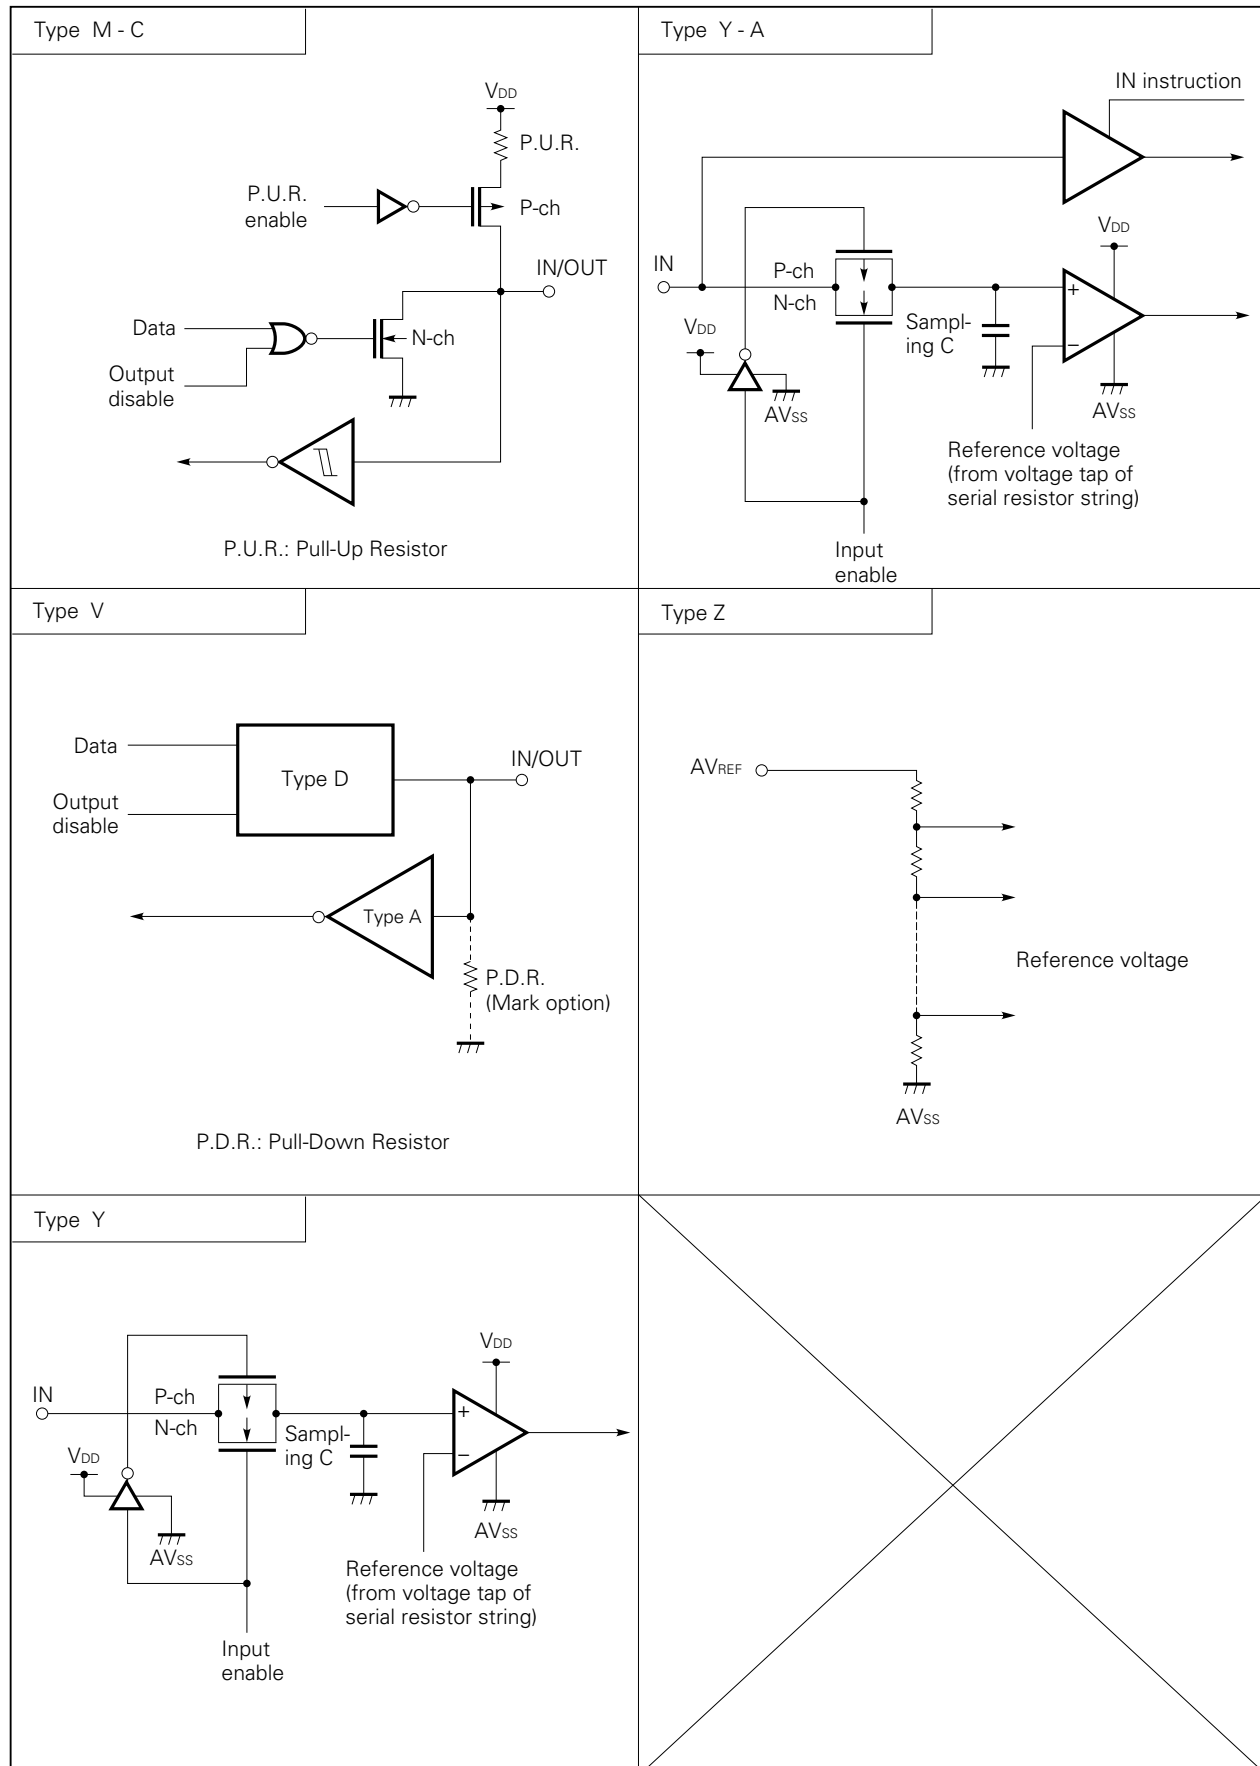 Type M - C
VDD
P.U.R.
P.U.R.
enable
P-ch
IN/OUT
Data
N-ch
Output
disable
P.U.R.: Pull-Up Resistor
Type Y - A
IN instruction
VDD
IN
P-ch
N-ch
+
VDD
Sampl-
ing C
−
AVSS
AVSS
Reference voltage
(from voltage tap of
serial resistor string)
Input
enable
Type V
Data
IN/OUT
Type D
Output
disable
Type A
P.D.R.
(Mark option)
P.D.R.: Pull-Down Resistor
Type Z
AVREF
Reference voltage
AVSS
Type Y
VDD
IN
P-ch
N-ch
+
Sampl-
ing C
VDD
−
AVSS
AVSS
Reference voltage
(from voltage tap of
serial resistor string)
Input
enable